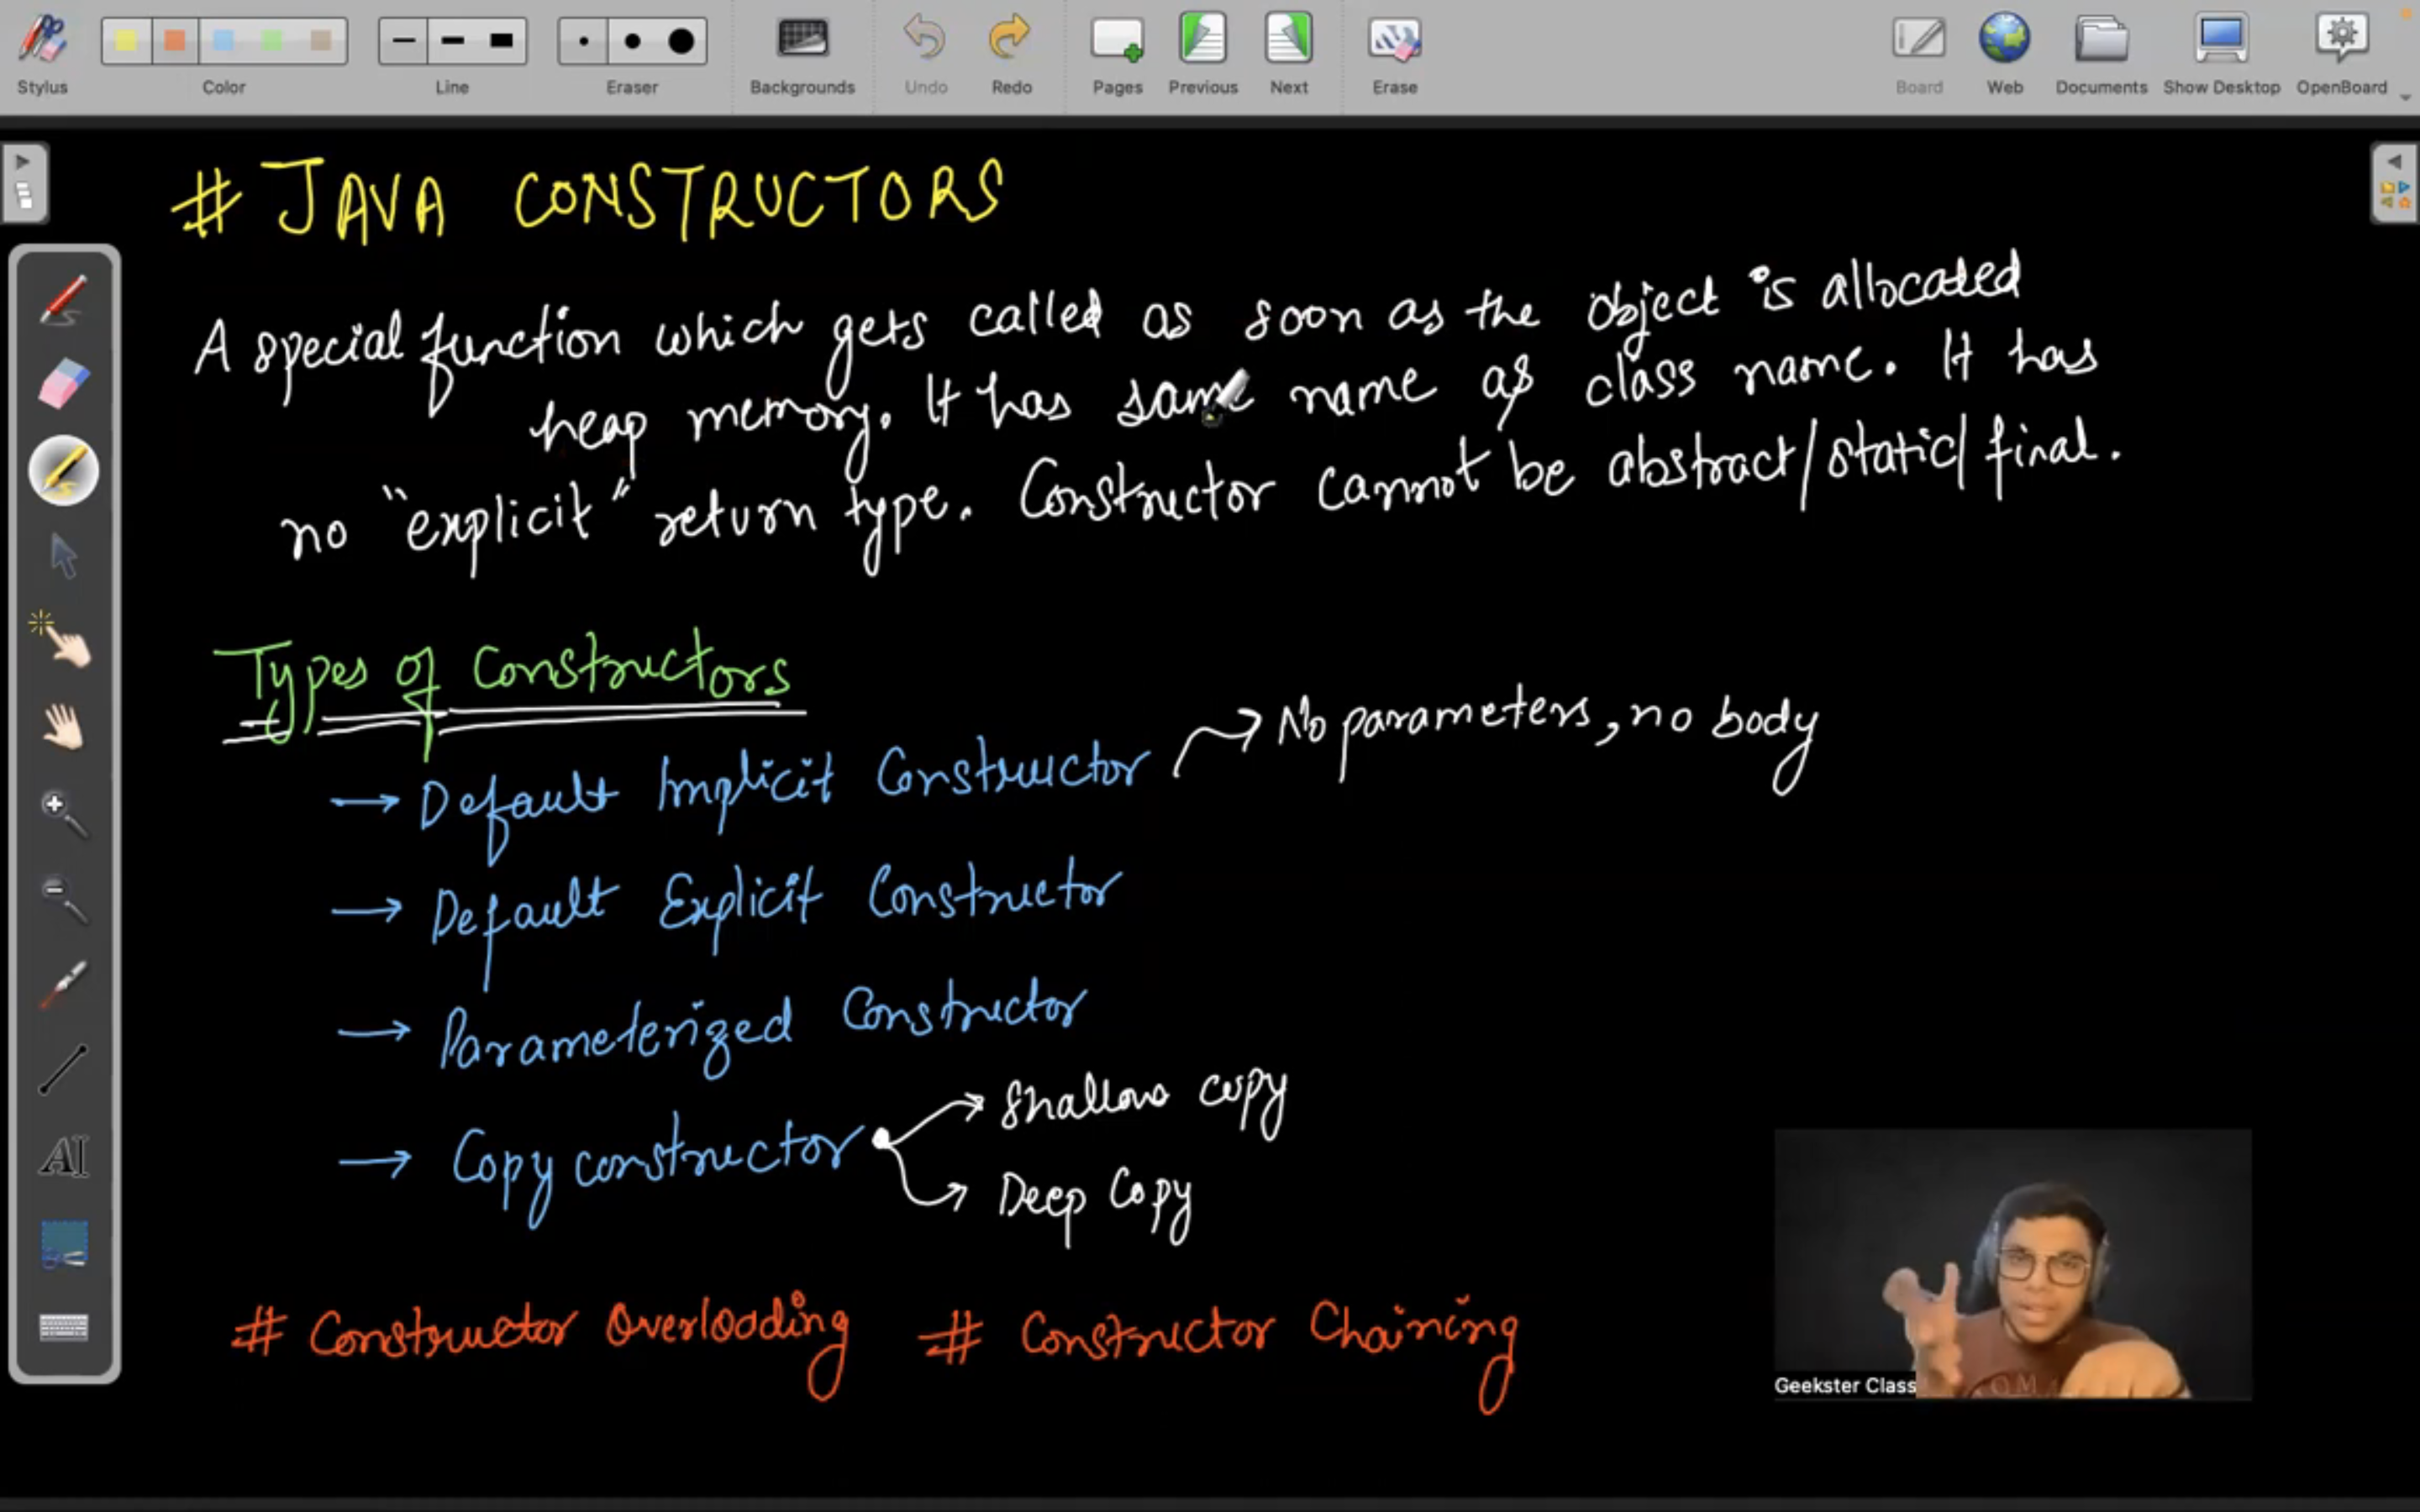 Stylus Color Line Eraser Backgrounds Undo Redo Pages Previous Next Erase Board Web Documents Show Desktop OpenBoard
# JAVA CONSTRUCTORS
A special function which gets called as soon as the object is allocated
heap memory. It has same name as class name. It has
no "explicit" return type. Constructor cannot be abstract/static/final.
Types of Constructors
→ Default Implicit Constructor → No parameters, no body
→ Default Explicit Constructor
→ Parameterized Constructor
→ Copy constructor → Shallow copy
→ Deep Copy
# Constructor Overloading # Constructor Chaining
Geekster Class
AI